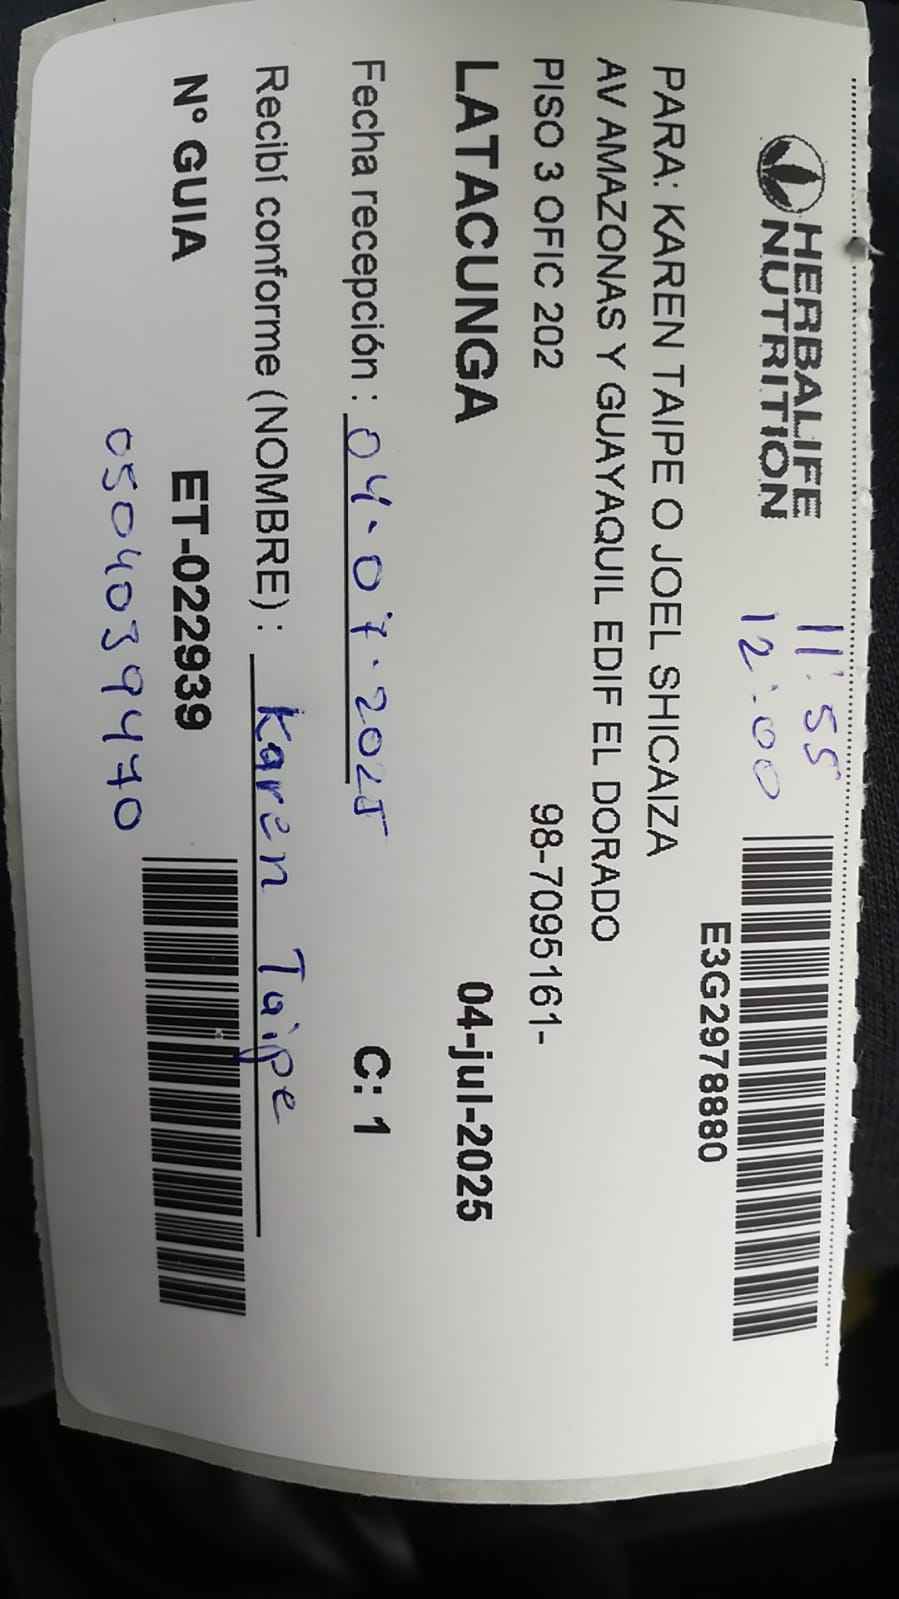 HERBALIFE
NUTRITION
11:55
12:00
E3G2978880
PARA: KAREN TAIPE O JOEL SHICAIZA
AV AMAZONAS Y GUAYAQUIL EDIF EL DORADO
PISO 3 OFIC 202 98-7095161-
LATACUNGA 04-jul-2025
Fecha recepción : 04.07.2025 C: 1
Recibí conforme (NOMBRE) : Karen Taipe
N° GUIA ET-022939
0504039470